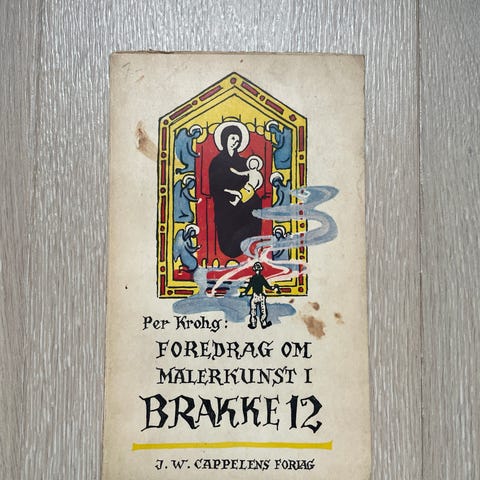 Per Krohg:
FOREDRAG OM
MALERKUNST I
BRAKKE 12
J. W. CAPPELENS FORLAG